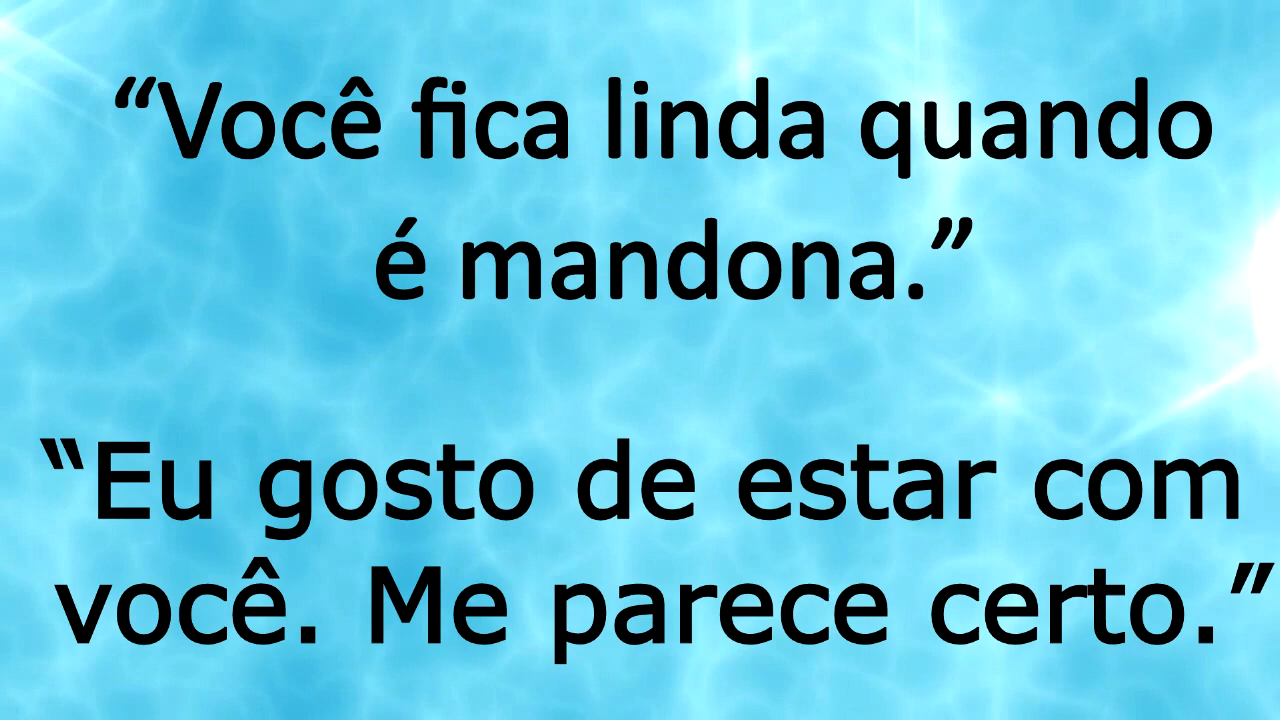 “Você fica linda quando
é mandona.”
“Eu gosto de estar com
você. Me parece certo.”